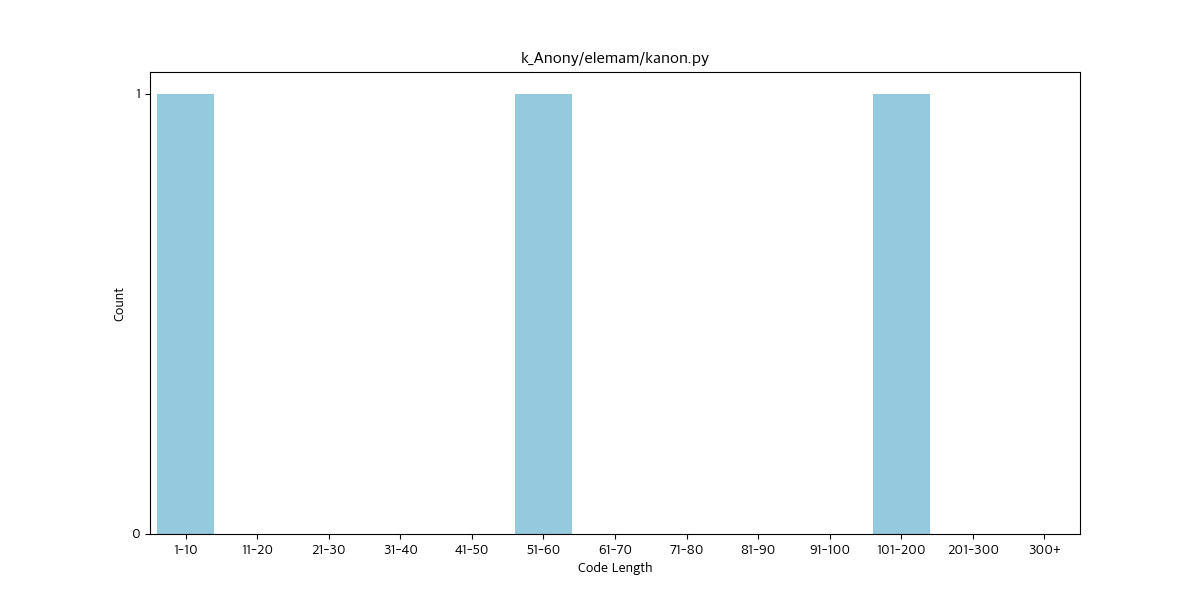 k_Anony/elemam/kanon.py
1
Count
0
1-10 11-20 21-30 31-40 41-50 51-60 61-70 71-80 81-90 91-100 101-200 201-300 300+
Code Length